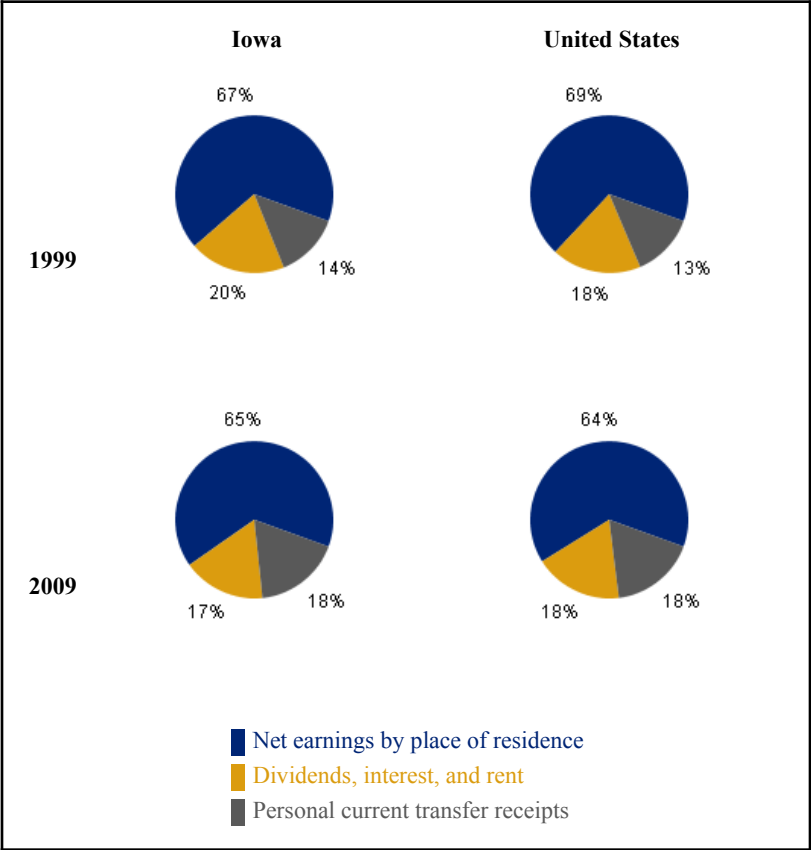 Iowa
United States
67%
69%
1999
14%
13%
20%
18%
65%
64%
2009
18%
18%
17%
18%
Net earnings by place of residence
Dividends, interest, and rent
Personal current transfer receipts